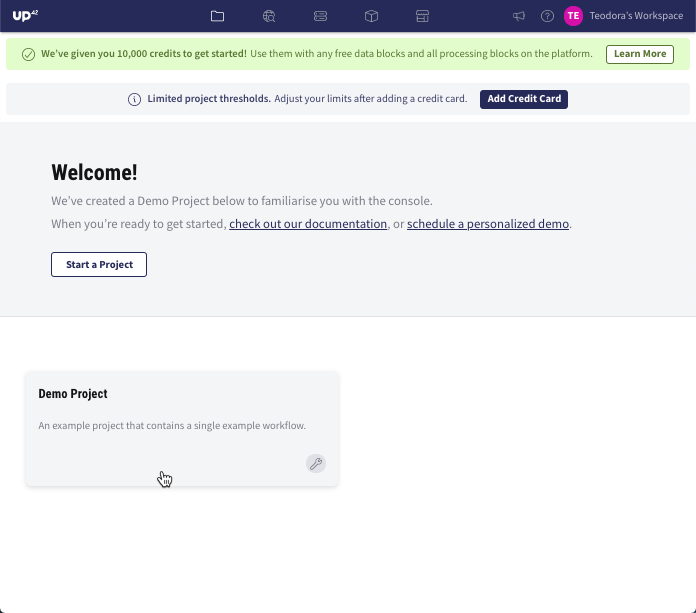 up42
Teodora's Workspace
TE
We've given you 10,000 credits to get started! Use them with any free data blocks and all processing blocks on the platform.
Learn More
Limited project thresholds. Adjust your limits after adding a credit card.
Add Credit Card
Welcome!
We've created a Demo Project below to familiarise you with the console.
When you're ready to get started, check out our documentation, or schedule a personalized demo.
Start a Project
Demo Project
An example project that contains a single example workflow.